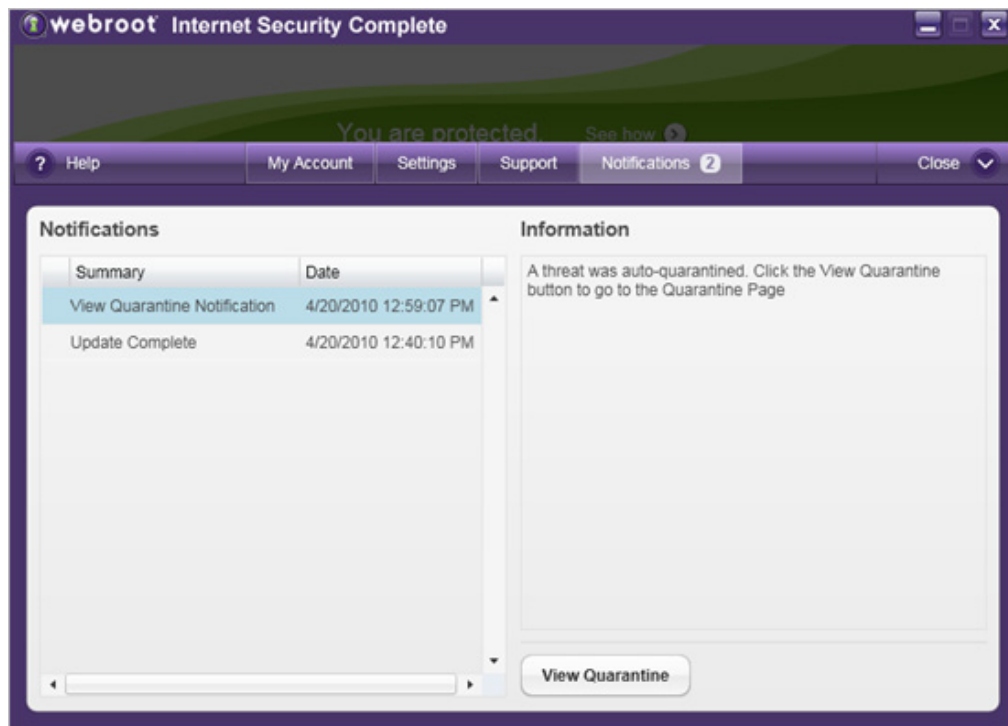 webroot Internet Security Complete
You are protected. See how
? Help My Account Settings Support Notifications 2 Close
Notifications
Summary Date
View Quarantine Notification 4/20/2010 12:59:07 PM
Update Complete 4/20/2010 12:40:10 PM
Information
A threat was auto-quarantined. Click the View Quarantine
button to go to the Quarantine Page
View Quarantine